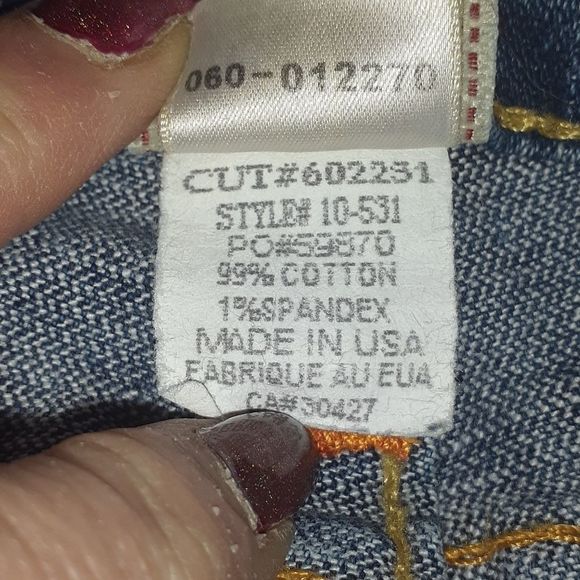 060-012270
CUT#602251
STYLE# 10-531
PO#59870
99% COTTON
1%SPANDEX
MADE IN USA
FABRIQUE AU EUA
CA#30427